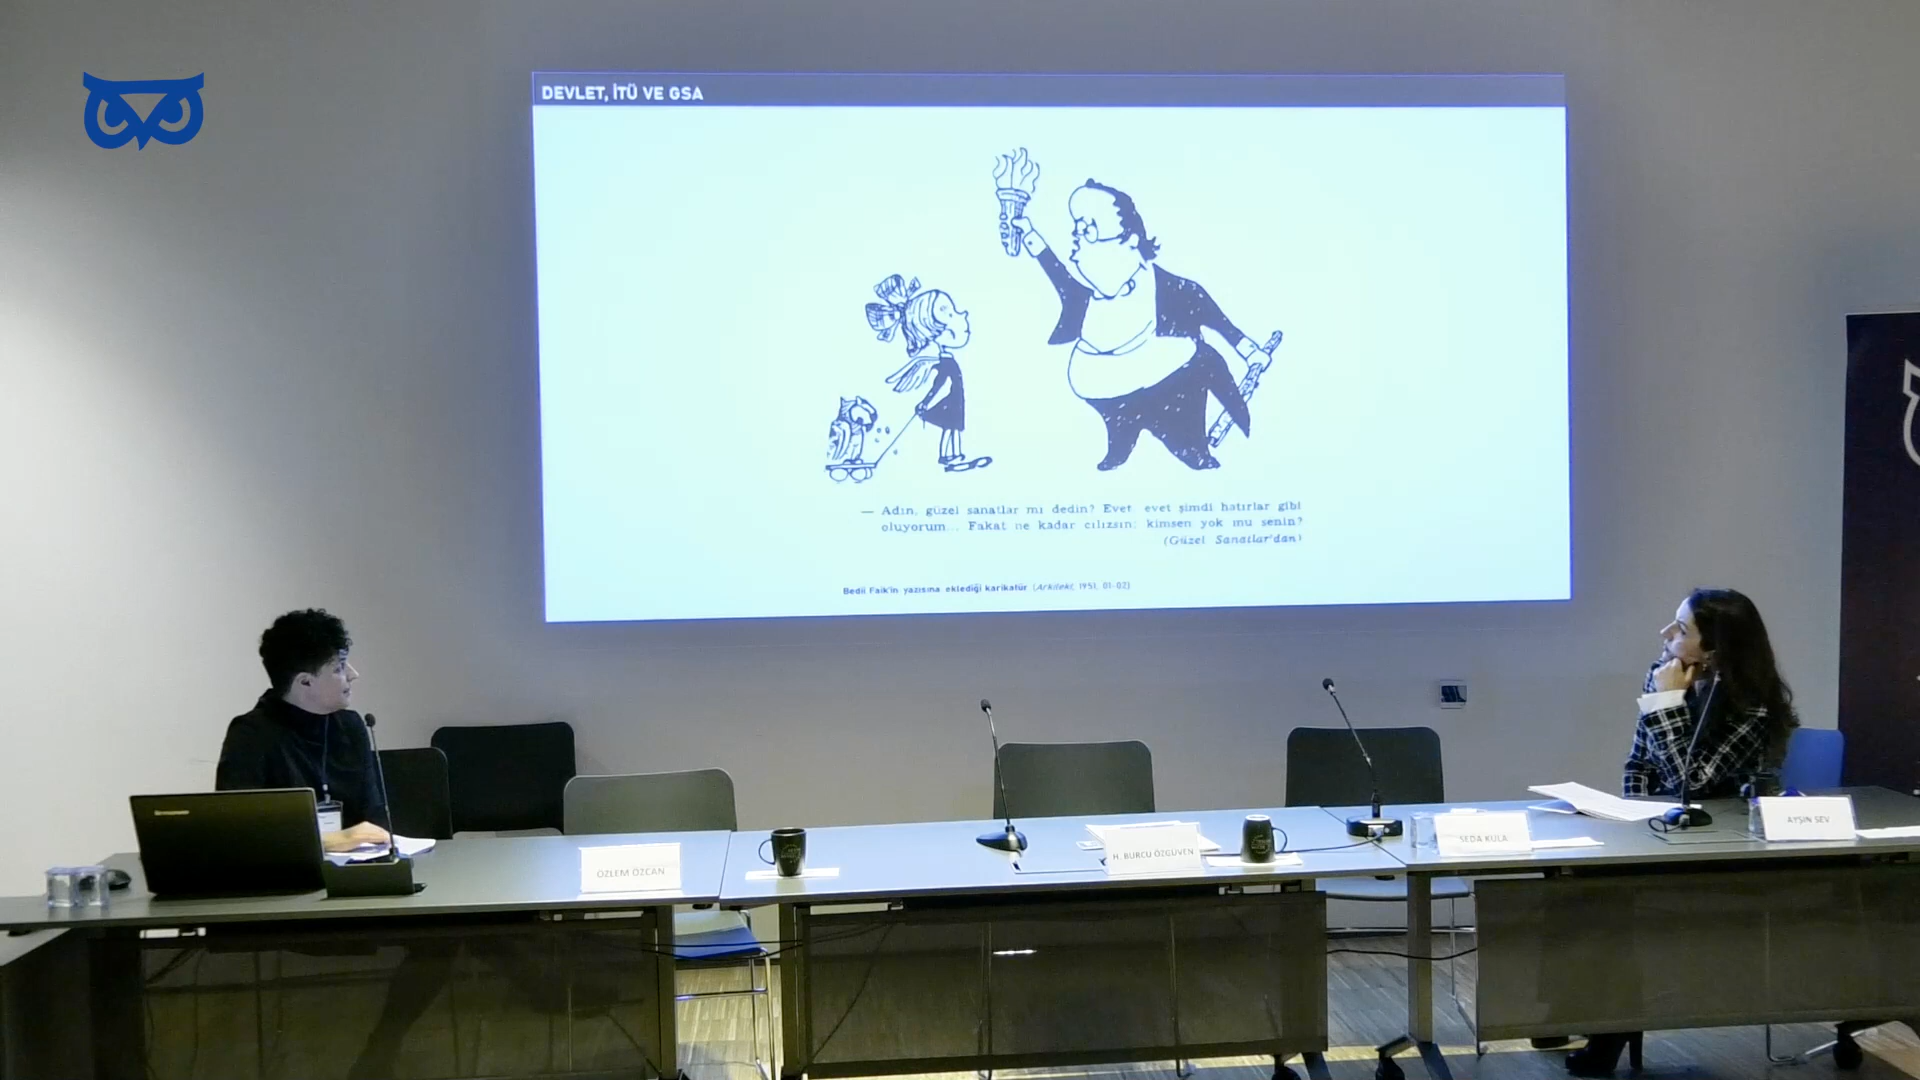 DEVLET, İTÜ VE GSA
— Adın, güzel sanatlar mı dedin? Evet, evet şimdi hatırlar gibi
oluyorum... Fakat ne kadar cılızsın; kimsen yok mu senin?
(Güzel Sanatlar'dan)
Bedii Faik'in yazısına eklediği karikatür (Arkitekt, 1951, 01-02)
ÖZLEM ÖZCAN
H. BURCU ÖZGÜVEN
SEDA KULA
AYŞIN SEV